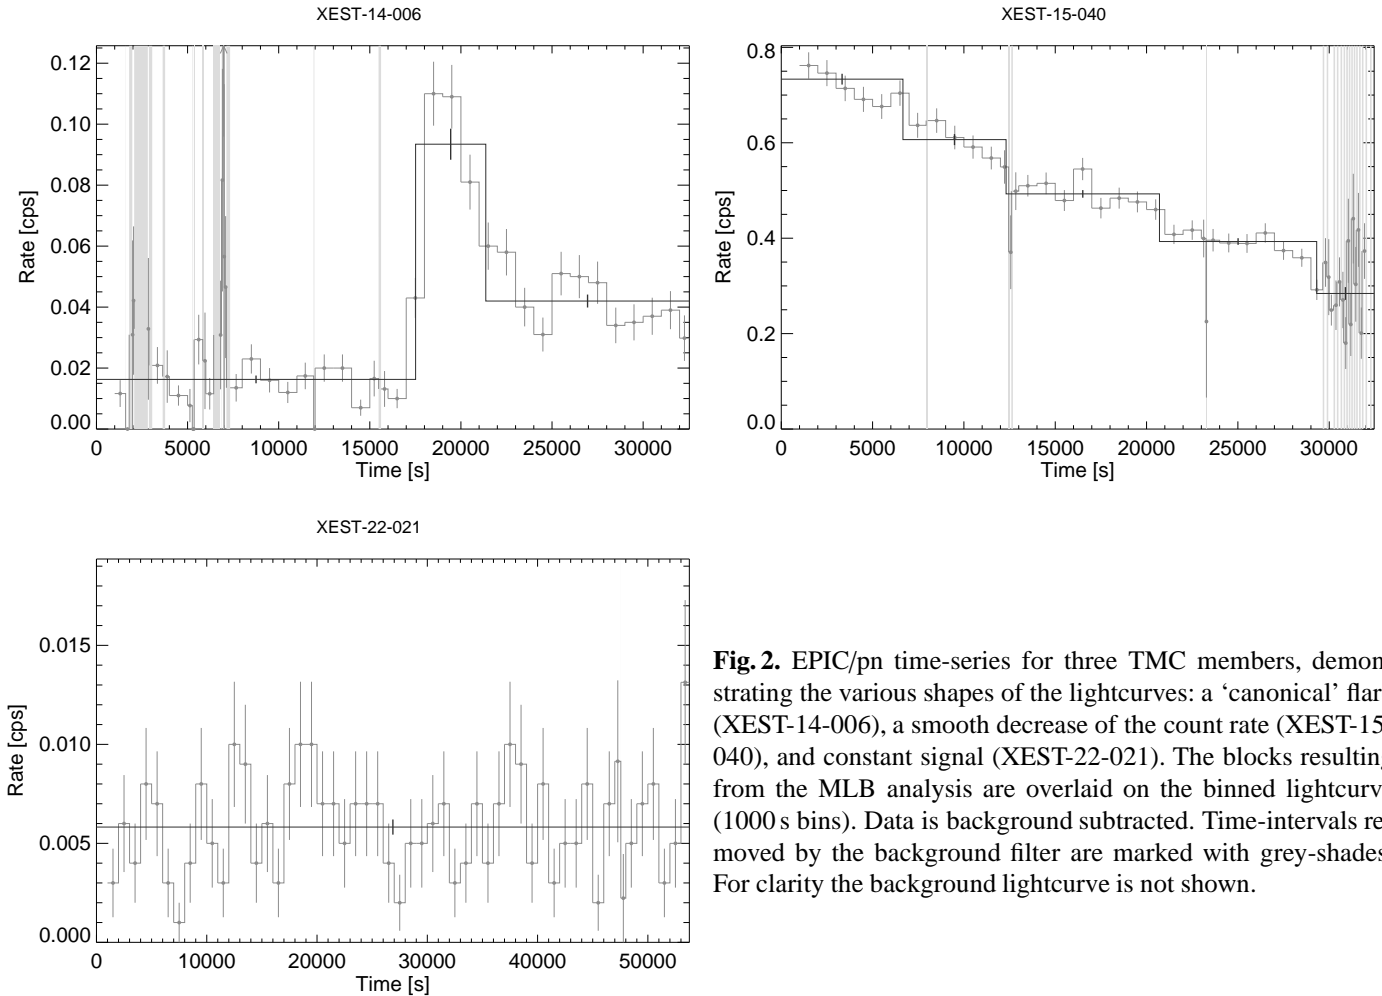 XEST-14-006
0.12
0.10
0.08
0.06
0.04
0.02
0.00
Rate [cps]
0 5000 10000 15000 20000 25000 30000
Time [s]
XEST-15-040
0.8
0.6
0.4
0.2
0.0
Rate [cps]
0 5000 10000 15000 20000 25000 30000
Time [s]
XEST-22-021
0.015
0.010
0.005
0.000
Rate [cps]
0 10000 20000 30000 40000 50000
Time [s]
Fig. 2. EPIC/pn time-series for three TMC members, demon
strating the various shapes of the lightcurves: a ‘canonical’ flar
(XEST-14-006), a smooth decrease of the count rate (XEST-15
040), and constant signal (XEST-22-021). The blocks resulting
from the MLB analysis are overlaid on the binned lightcurv
(1000 s bins). Data is background subtracted. Time-intervals re
moved by the background filter are marked with grey-shades
For clarity the background lightcurve is not shown.